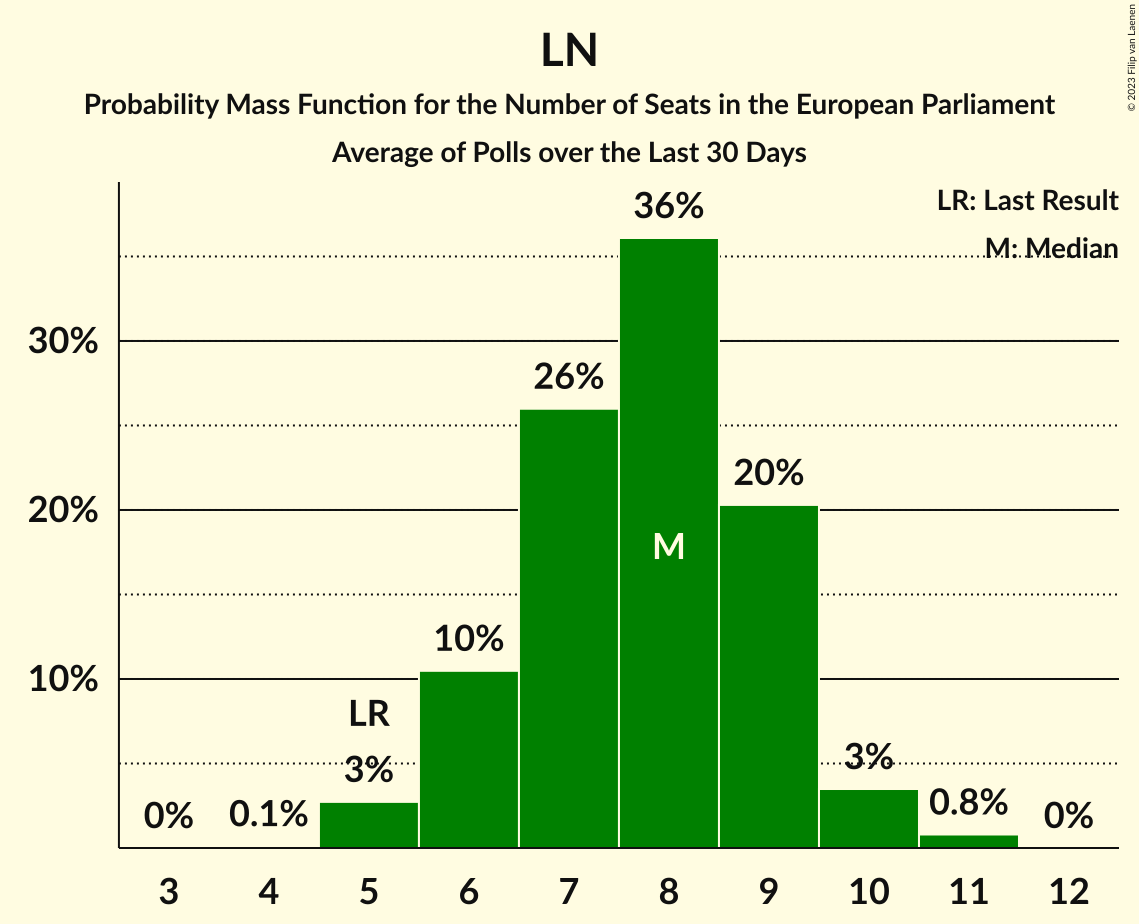 LN
Probability Mass Function for the Number of Seats in the European Parliament
Average of Polls over the Last 30 Days
© 2023 Filip van Laenen
LR: Last Result
M: Median
30%
20%
10%
0%
0.1%
LR
3%
10%
26%
36%
M
20%
3%
0.8%
0%
3 4 5 6 7 8 9 10 11 12